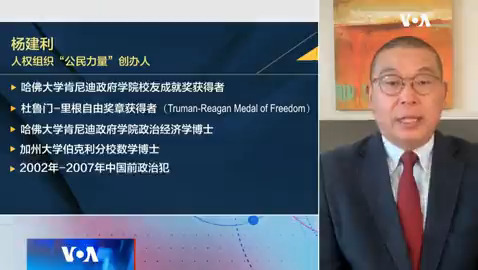 杨建利
人权组织“公民力量”创办人
哈佛大学肯尼迪政府学院校友成就奖获得者
杜鲁门-里根自由奖章获得者（Truman-Reagan Medal of Freedom）
哈佛大学肯尼迪政府学院政治经济学博士
加州大学伯克利分校数学博士
2002年-2007年中国前政治犯
VOA
VOA